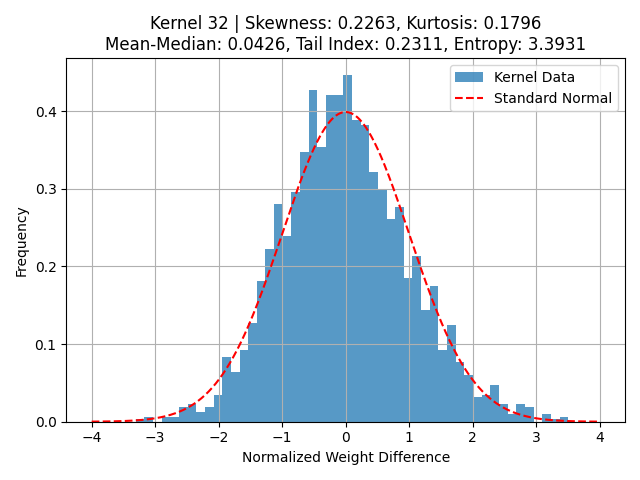 Kernel 32 | Skewness: 0.2263, Kurtosis: 0.1796
Mean-Median: 0.0426, Tail Index: 0.2311, Entropy: 3.3931
Kernel Data
Standard Normal
Frequency
0.4
0.3
0.2
0.1
0.0
−4
−3
−2
−1
0
1
2
3
4
Normalized Weight Difference